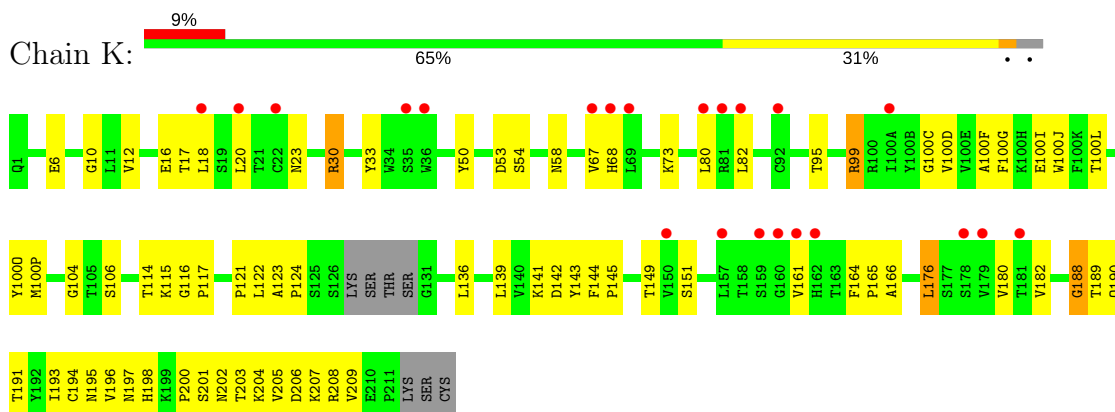 9%
Chain K:
65% 31% • •
Q1 E6 G10 L11 V12 E16 T17 L18 S19 L20 T21 C22 N23 R30 Y33 W34 S35 W36 Y50 D53 S54 N58 V67 H68 L69 K73 L80 R81 L82 C92 T95 R99 R100 I100A Y100B G100C V100D V100E A100F F100G K100H E100I W100J F100K T100L
Y100O M100P G104 T105 S106 T114 K115 G116 P117 P121 L122 A123 P124 S125 S126 LYS SER THR SER G131 L136 L139 V140 K141 D142 Y143 F144 P145 T149 V150 S151 L157 T158 S159 G160 V161 H162 T163 F164 P165 A166 L176 S177 S178 V179 V180 T181 V182 G188 T189
T191 Y192 I193 C194 N195 V196 N197 H198 K199 P200 S201 N202 T203 K204 V205 D206 K207 R208 V209 E210 P211 LYS SER CYS